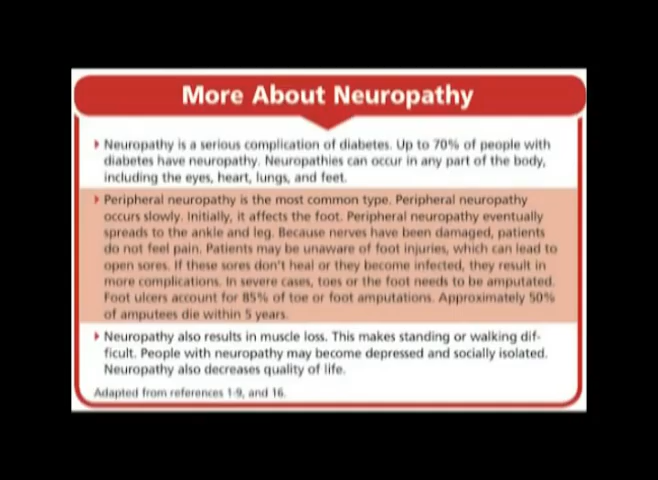 More About Neuropathy
Neuropathy is a serious complication of diabetes. Up to 70% of people with
diabetes have neuropathy. Neuropathies can occur in any part of the body,
including the eyes, heart, lungs, and feet.
Peripheral neuropathy is the most common type. Peripheral neuropathy
occurs slowly. Initially, it affects the foot. Peripheral neuropathy eventually
spreads to the ankle and leg. Because nerves have been damaged, patients
do not feel pain. Patients may be unaware of foot injuries, which can lead to
open sores. If these sores don't heal or they become infected, they result in
more complications. In severe cases, toes or the foot needs to be amputated.
Foot ulcers account for 85% of toe or foot amputations. Approximately 50%
of amputees die within 5 years.
Neuropathy also results in muscle loss. This makes standing or walking dif-
ficult. People with neuropathy may become depressed and socially isolated.
Neuropathy also decreases quality of life.
Adapted from references 1-9, and 16.